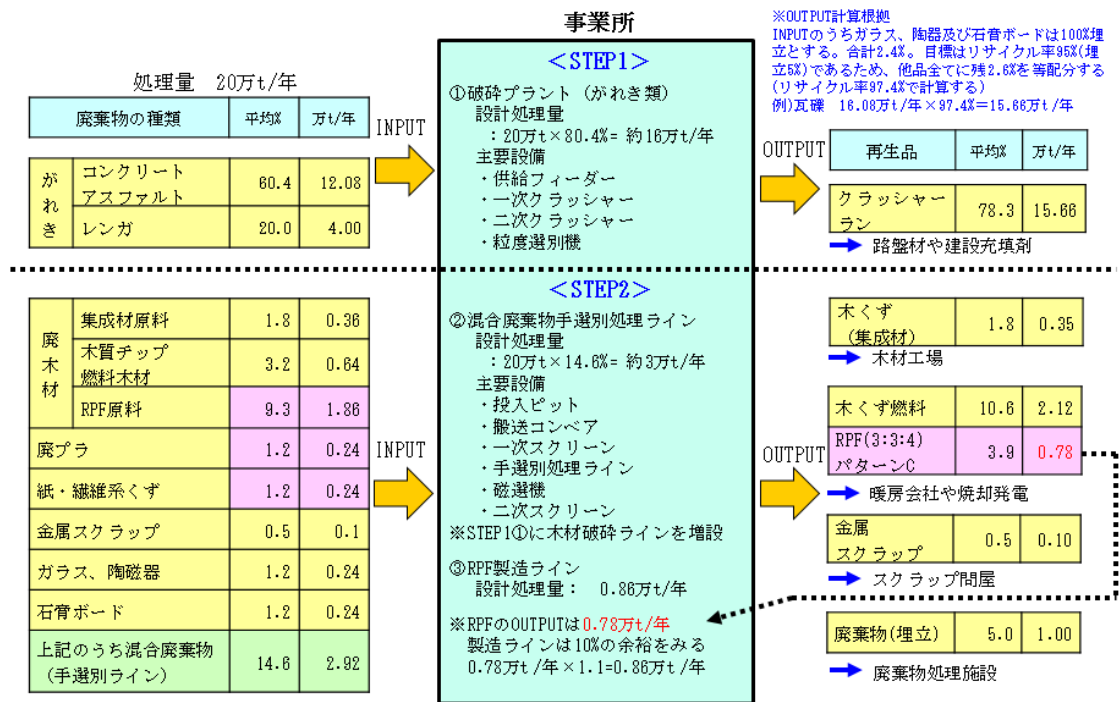 事業所
※OUTPUT計算根拠
INPUTのうちガラス、陶器及び石膏ボードは100%埋
立とする。合計2.4%。目標はリサイクル率95%(埋
立5%)であるため、他品全てに残2.6%を等配分する
(リサイクル率97.4%で計算する)
例)瓦礫 16.08万t/年×97.4%=15.66万t/年
処理量 20万t/年
廃棄物の種類 平均% 万t/年
INPUT
がれき
コンクリート
アスファルト
60.4 12.08
レンガ 20.0 4.00
<STEP1>
①破砕プラント (がれき類)
設計処理量
:20万t×80.4%= 約16万t/年
主要設備
・供給フィーダー
・一次クラッシャー
・二次クラッシャー
・粒度選別機
OUTPUT
再生品 平均% 万t/年
クラッシャー
ラン
78.3 15.66
路盤材や建設充填剤
廃木材
集成材原料 1.8 0.36
木質チップ
燃料木材
3.2 0.64
RPF原料 9.3 1.86
廃プラ 1.2 0.24
紙・繊維系くず 1.2 0.24
金属スクラップ 0.5 0.1
ガラス、陶磁器 1.2 0.24
石膏ボード 1.2 0.24
上記のうち混合廃棄物
(手選別ライン)
14.6 2.92
INPUT
<STEP2>
②混合廃棄物手選別処理ライン
設計処理量
:20万t×14.6%= 約3万t/年
主要設備
・投入ピット
・搬送コンベア
・一次スクリーン
・手選別処理ライン
・磁選機
・二次スクリーン
※STEP1①に木材破砕ラインを増設
③RPF製造ライン
設計処理量: 0.86万t/年
※RPFのOUTPUTは0.78万t/年
製造ラインは10%の余裕をみる
0.78万t/年×1.1=0.86万t/年
OUTPUT
木くず
(集成材)
1.8 0.35
木材工場
木くず燃料 10.6 2.12
RPF(3:3:4)
パターンC
3.9 0.78
暖房会社や焼却発電
金属
スクラップ
0.5 0.10
スクラップ問屋
廃棄物(埋立) 5.0 1.00
廃棄物処理施設